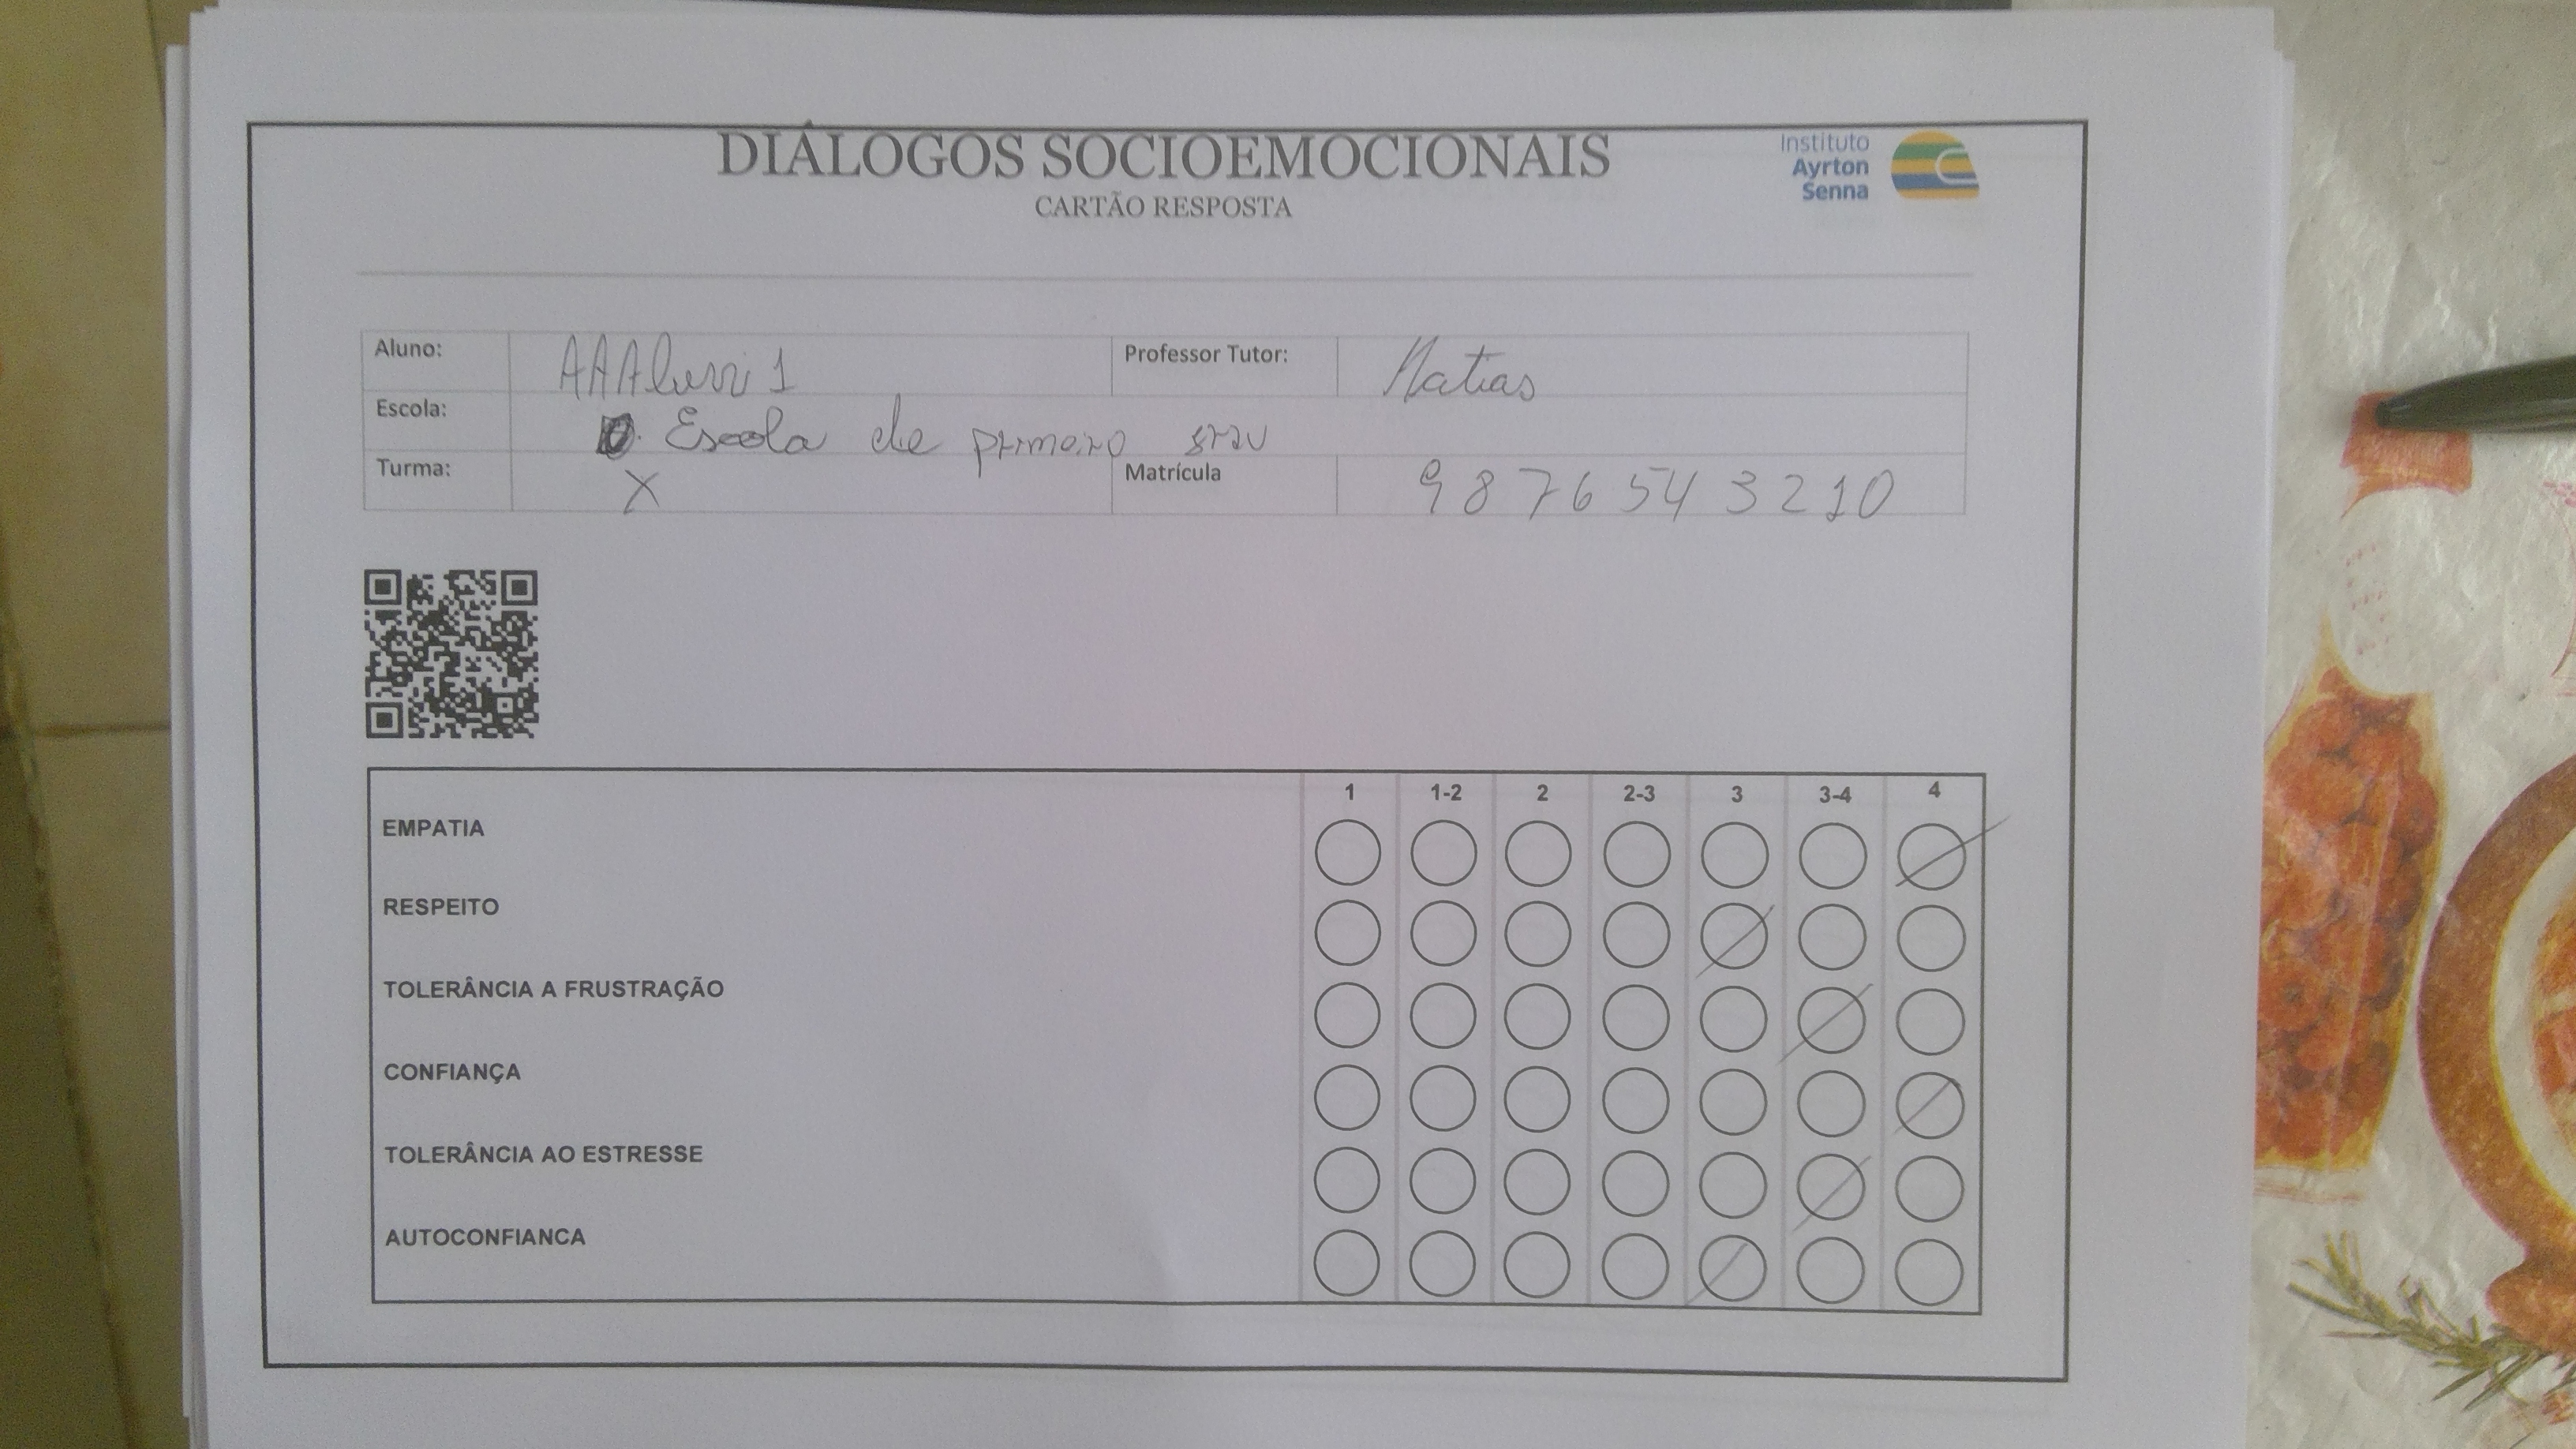 DIÁLOGOS SOCIOEMOCIONAIS
CARTÃO RESPOSTA
Instituto
Ayrton
Senna
Aluno: 1 Professor Tutor: Matias
Escola: Escola de primeiro grau
Turma: X Matrícula 9876543210
1 1-2 2 2-3 3 3-4 4
EMPATIA
RESPEITO
TOLERÂNCIA A FRUSTRAÇÃO
CONFIANÇA
TOLERÂNCIA AO ESTRESSE
AUTOCONFIANCA